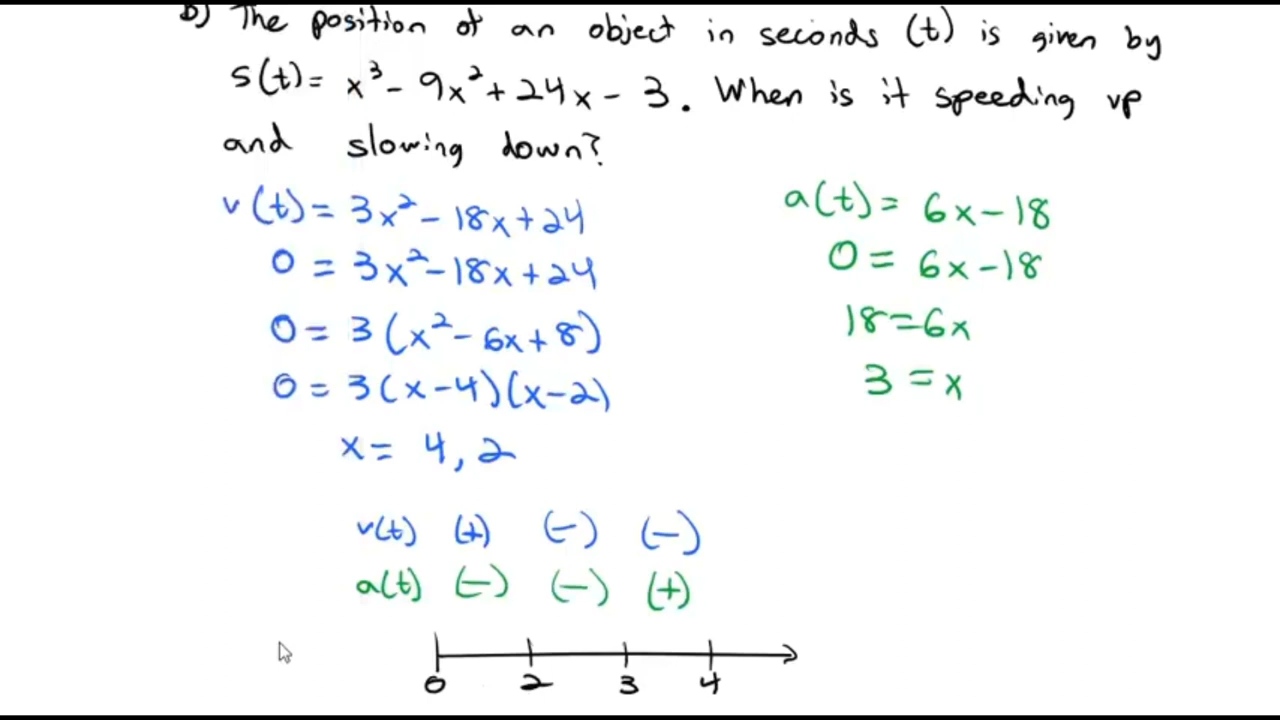 b) The position of an object in seconds (t) is given by
s(t) = x³ - 9x² + 24x - 3. When is it speeding up
and slowing down?
v(t) = 3x² - 18x + 24
0 = 3x² - 18x + 24
0 = 3(x² - 6x + 8)
0 = 3(x-4)(x-2)
x = 4, 2
a(t) = 6x - 18
0 = 6x - 18
18 = 6x
3 = x
v(t) (+) (-) (-)
a(t) (-) (-) (+)
0 2 3 4